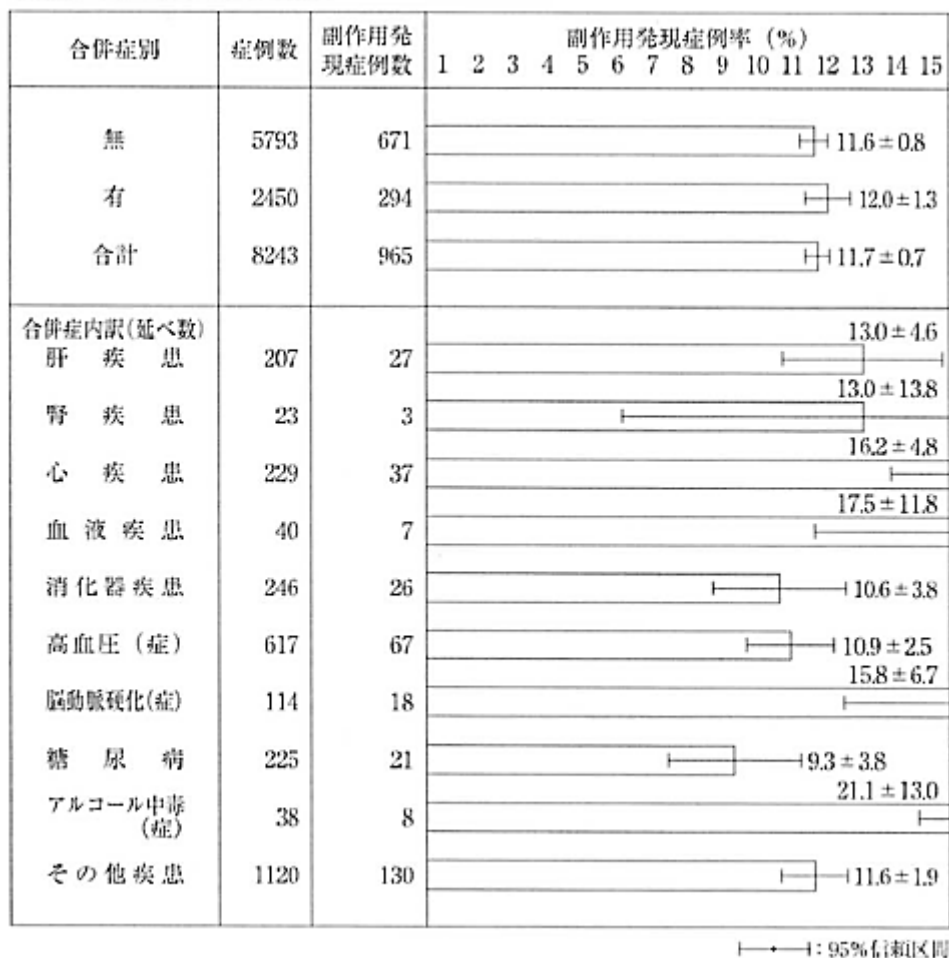 合併症別 症例数 副作用発現症例数 副作用発現症例率 (%)
1 2 3 4 5 6 7 8 9 10 11 12 13 14 15
無 5793 671 11.6±0.8
有 2450 294 12.0±1.3
合計 8243 965 11.7±0.7
合併症内訳(延べ数)
肝疾患 207 27 13.0±4.6
腎疾患 23 3 13.0±13.8
心疾患 229 37 16.2±4.8
血液疾患 40 7 17.5±11.8
消化器疾患 246 26 10.6±3.8
高血圧(症) 617 67 10.9±2.5
脳動脈硬化(症) 114 18 15.8±6.7
糖尿病 225 21 9.3±3.8
アルコール中毒(症) 38 8 21.1±13.0
その他疾患 1120 130 11.6±1.9
:95%信頼区間